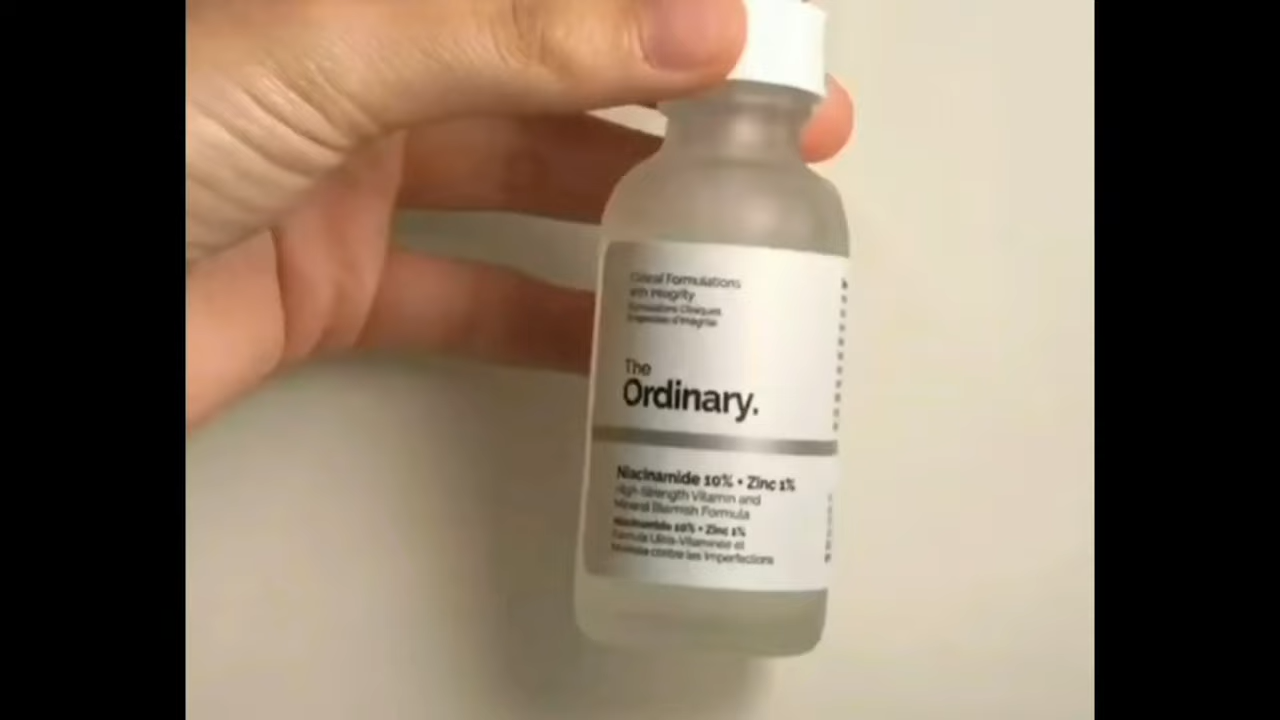 Clinical Formulations
with Integrity
Formulations Cliniques
Empreintes d'Intégrité
The
Ordinary.
Niacinamide 10% + Zinc 1%
High-Strength Vitamin and
Mineral Blemish Formula
Niacinamide 10% + Zinc 1%
Formula Ultra-Vitaminée et
Minérale contre les Imperfections